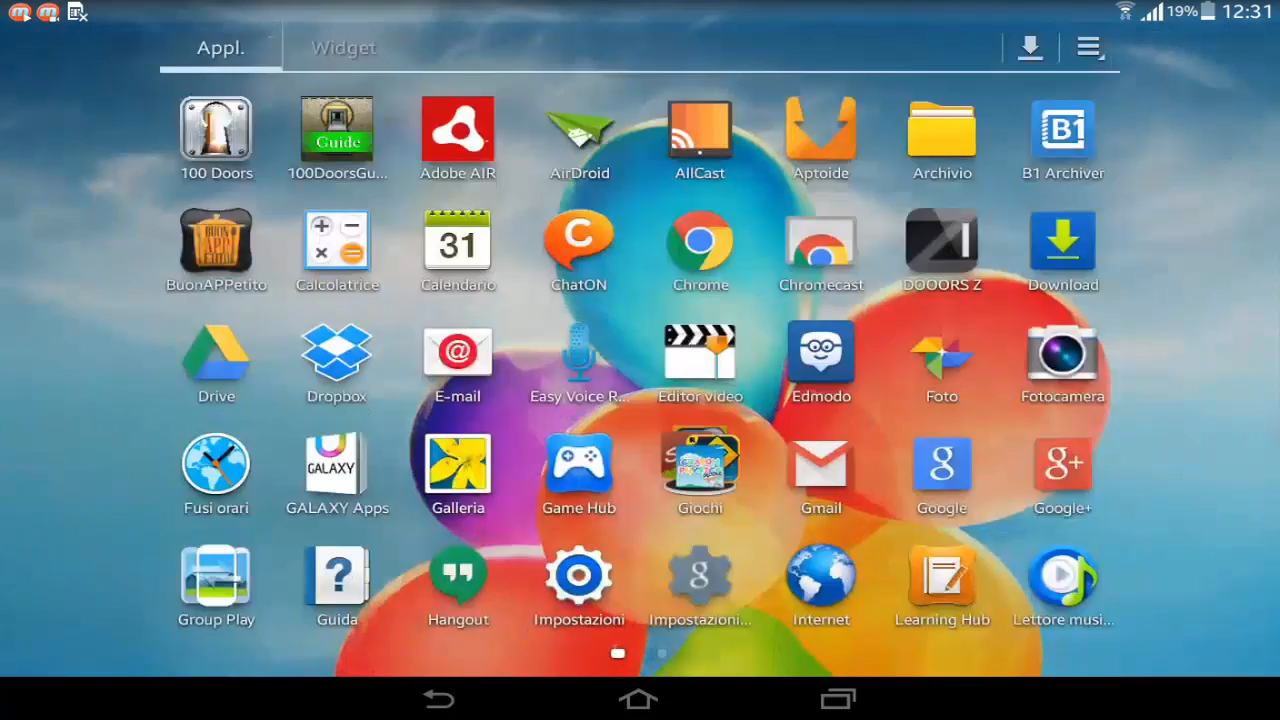 19% 12:31
Appl. Widget
100 Doors 100DoorsGu... Adobe AIR AirDroid AllCast Aptoide Archivio B1 Archiver
Guide
B1
BuonAPPetito Calcolatrice Calendario ChatON Chrome Chromecast DOOORS Z Download
31
C
Drive Dropbox E-mail Easy Voice R... Editor video Edmodo Foto Fotocamera
GALAXY
g
g+
Fusi orari GALAXY Apps Galleria Game Hub Giochi Gmail Google Google+
?
g
Group Play Guida Hangout Impostazioni Impostazioni... Internet Learning Hub Lettore musi...